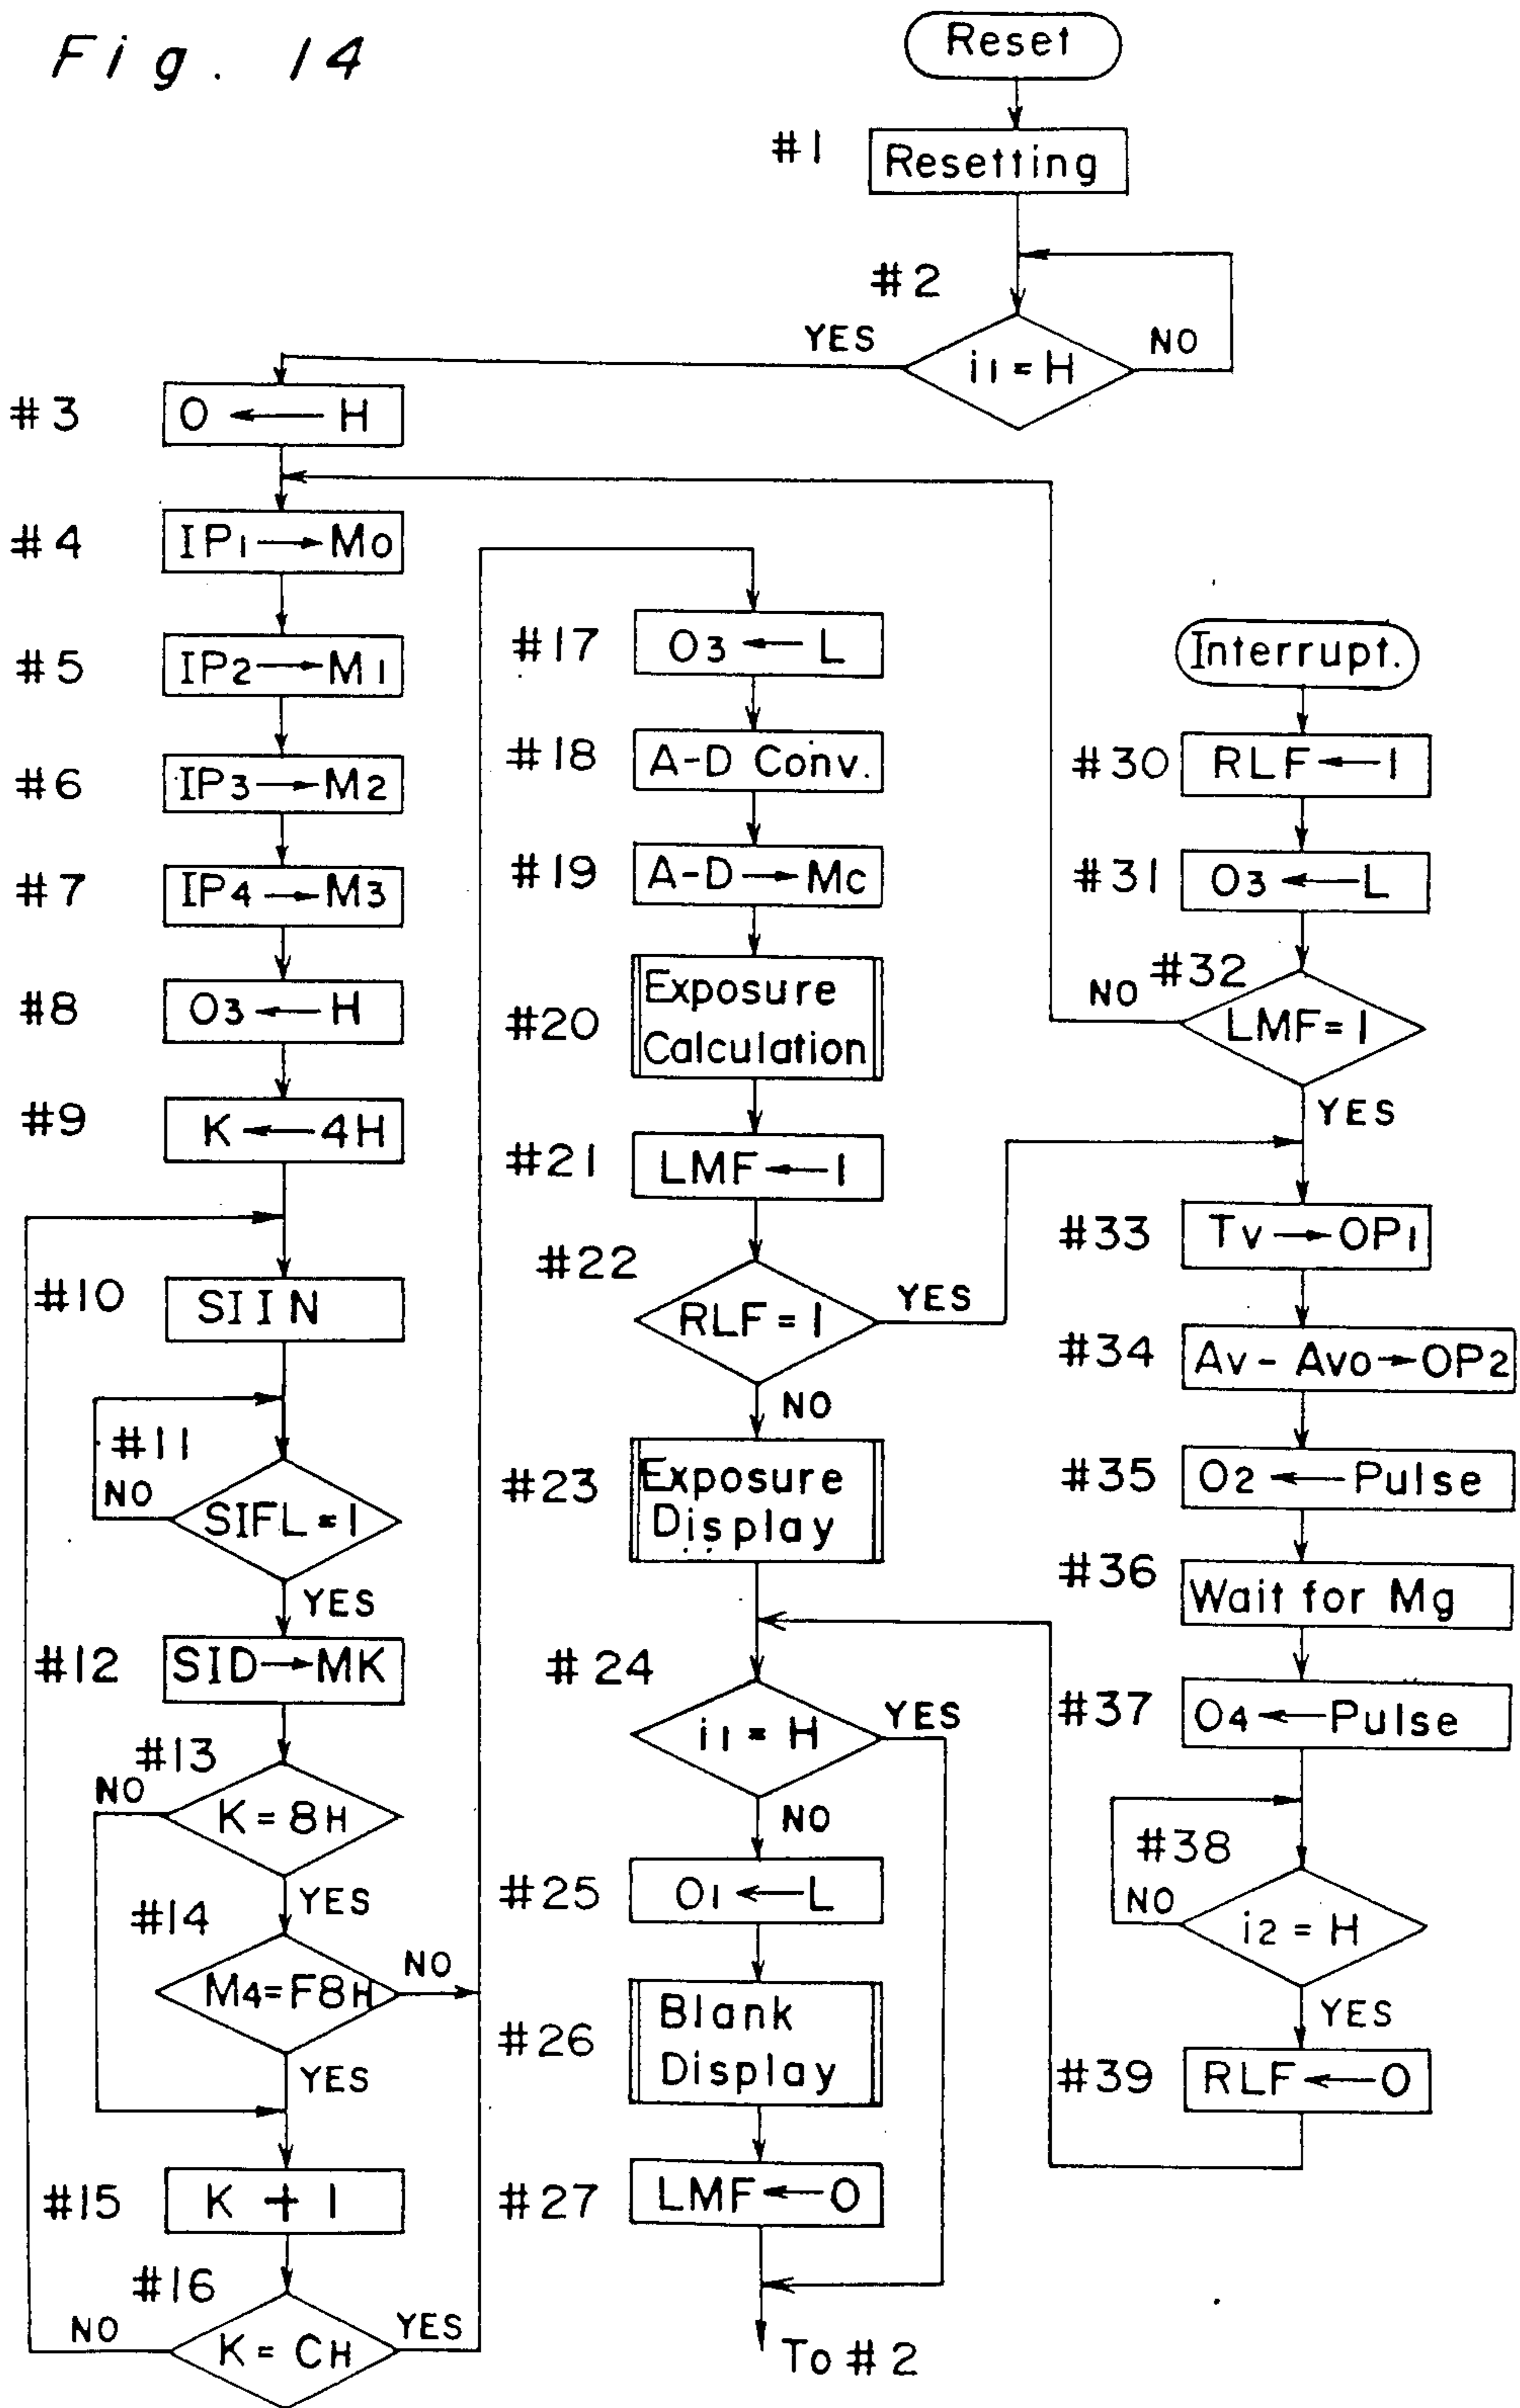 Fig. 14
Reset
#1
Resetting
#2
i1 = H
YES
NO
#3
O ← H
#4
IP1 → M0
#5
IP2 → M1
#6
IP3 → M2
#7
IP4 → M3
#8
O3 ← H
#9
K ← 4H
#10
SIIN
#11
SIFL = 1
NO
YES
#12
SID → MK
#13
K = 8H
NO
YES
#14
M4 = F8H
NO
YES
#15
K + 1
#16
K = CH
NO
YES
#17
O3 ← L
#18
A-D Conv.
#19
A-D → Mc
#20
Exposure
Calculation
#21
LMF ← 1
#22
RLF = 1
YES
NO
#23
Exposure
Display
#24
i1 = H
YES
NO
#25
O1 ← L
#26
Blank
Display
#27
LMF ← O
To #2
Interrupt.
#30
RLF ← 1
#31
O3 ← L
#32
LMF = 1
NO
YES
#33
Tv → OP1
#34
Av - Avo → OP2
#35
O2 ← Pulse
#36
Wait for Mg
#37
O4 ← Pulse
#38
i2 = H
NO
YES
#39
RLF ← O